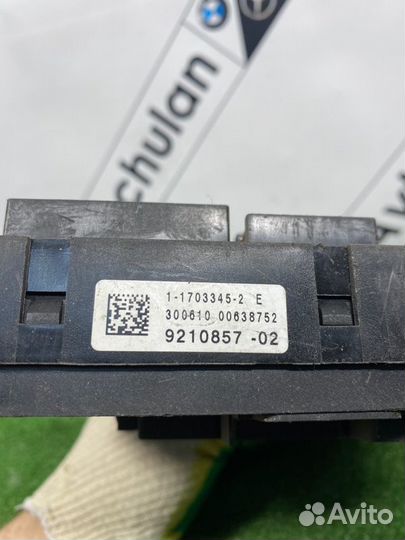 chulan
1-1703345-2 E
300610 00638752
9210857 -02
Avito